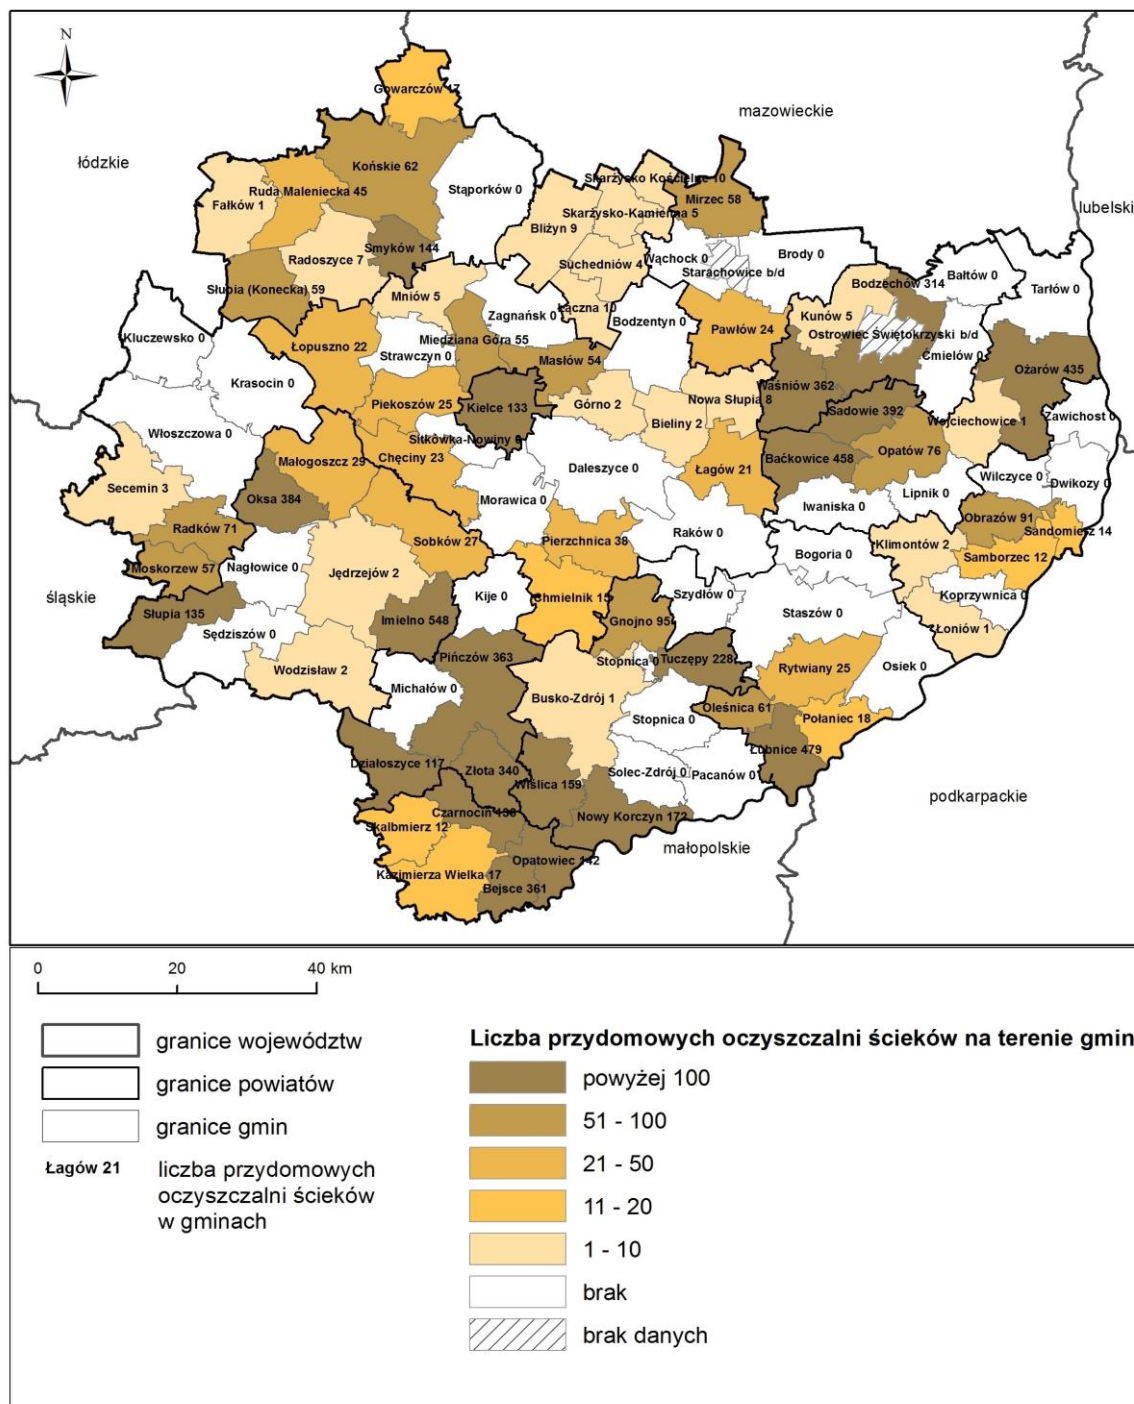 N
mazowieckie
łódzkie
lubelski
śląskie
podkarpackie
małopolskie
Gowarczów 17
Końskie 62
Stąporków 0
Ruda Maleniecka 45
Fałków 1
Radoszyce 7
Smyków 144
Słupia (Konecka) 59
Skarżysko Kościelne 10
Mirzec 58
Skarżysko-Kamienna 5
Bliżyn 9
Suchedniów 4
Wąchock 0
Starachowice b/d
Brody 0
Bałtów 0
Tarłów 0
Bodzechów 314
Mniów 5
Zagnańsk 0
Łączna 10
Bodzentyn 0
Pawłów 24
Kunów 5
Ostrowiec Świętokrzyski b/d
Ćmielów 0
Ożarów 435
Kluczewsko 0
Łopuszno 22
Miedziana Góra 55
Strawczyn 0
Masłów 54
Krasocin 0
Waśniów 362
Piekoszów 25
Kielce 133
Górno 2
Nowa Słupia 8
Sadowie 392
Wojciechowice 1
Zawichost 0
Bieliny 2
Włoszczowa 0
Sitkówka-Nowiny
Małogoszcz 29
Chęciny 23
Daleszyce 0
Łagów 21
Baćkowice 458
Opatów 76
Wilczyce 0
Dwikozy 0
Secemin 3
Oksa 384
Morawica 0
Iwaniska 0
Lipnik 0
Obrazów 91
Sandomierz 14
Radków 71
Sobków 27
Pierzchnica 38
Raków 0
Bogoria 0
Klimontów 2
Samborzec 12
Moskorzew 57
Nagłowice 0
Jędrzejów 2
Kije 0
Chmielnik 15
Szydłów 0
Koprzywnica 0
Słupia 135
Imielno 548
Gnojno 95
Staszów 0
Łoniów 1
Sędziszów 0
Pińczów 363
Stopnica 0
Tuczępy 228
Osiek 0
Wodzisław 2
Rytwiany 25
Michałów 0
Busko-Zdrój 1
Oleśnica 61
Stopnica 0
Połaniec 18
Łubnice 479
Działoszyce 117
Złota 340
Wiślica 159
Solec-Zdrój 0
Pacanów 0
Czarnocin 138
Nowy Korczyn 172
Skalbmierz 12
Opatowiec 142
Kazimierza Wielka 17
Bejsce 361
0 20 40 km
granice województw
granice powiatów
granice gmin
Łagów 21
liczba przydomowych
oczyszczalni ścieków
w gminach
Liczba przydomowych oczyszczalni ścieków na terenie gmin
powyżej 100
51 - 100
21 - 50
11 - 20
1 - 10
brak
brak danych